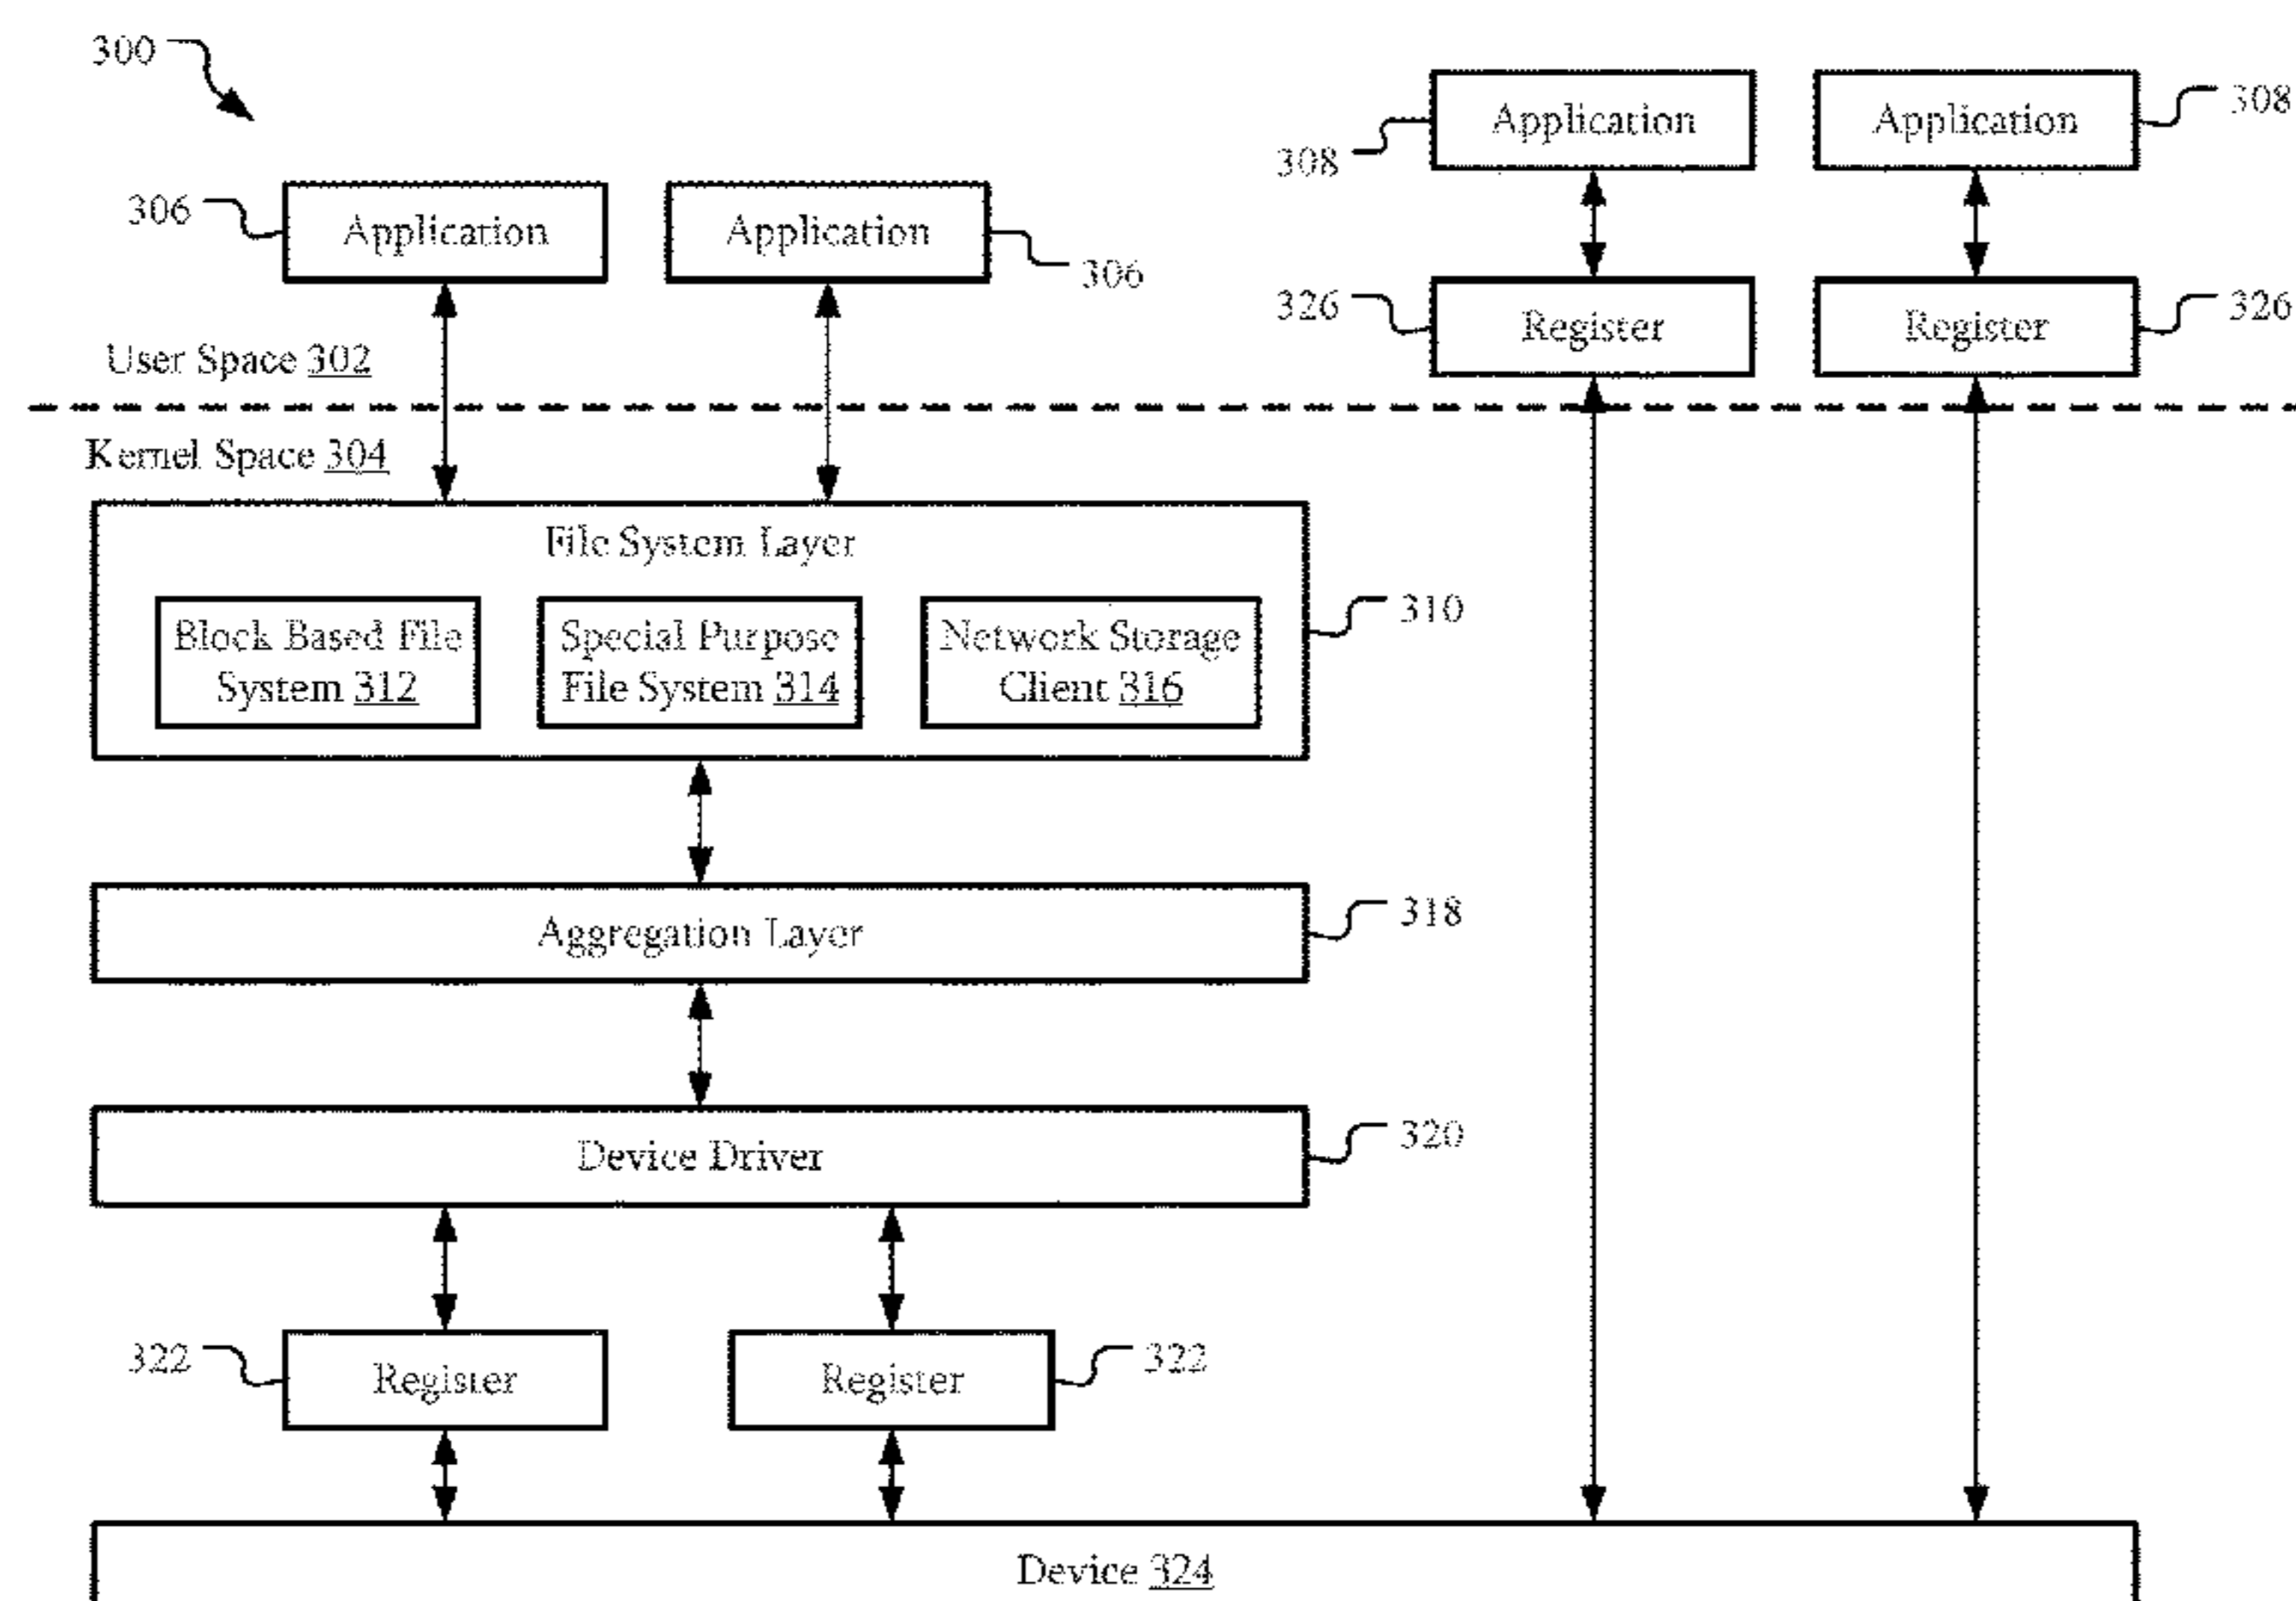 300
Application
Application
308
308
306
Application
Application
306
326
Register
Register
326
User Space 302
Kernel Space 304
File System Layer
310
Block Based File
System 312
Special Purpose
File System 314
Network Storage
Client 316
Aggregation Layer
318
Device Driver
320
322
Register
Register
322
Device 324